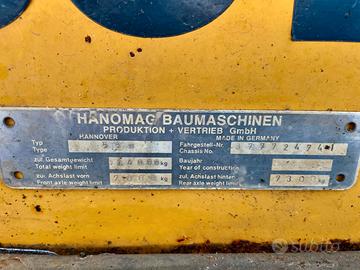 HANOMAG BAUMASCHINEN
PRODUKTION + VERTRIEB GmbH
HANNOVER MADE IN GERMANY
Typ Fahrgestell-Nr.
Type Chassis No.
zul. Gesamtgewicht kg Baujahr
Total weight limit Year of construction
zul. Achslast vorn kg zul. Achslast hinten
Front axle weight limit Rear axle weight limit
subito